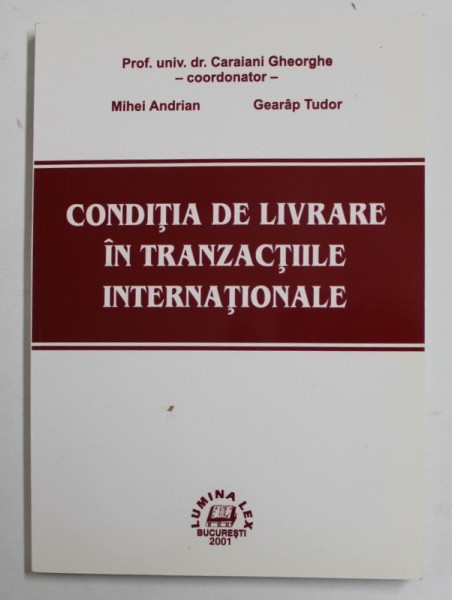 Prof. univ. dr. Caraiani Gheorghe
– coordonator –
Mihei Andrian Gearâp Tudor
CONDIȚIA DE LIVRARE
ÎN TRANZACȚIILE
INTERNAȚIONALE
LUMINA LEX
BUCUREȘTI
2001